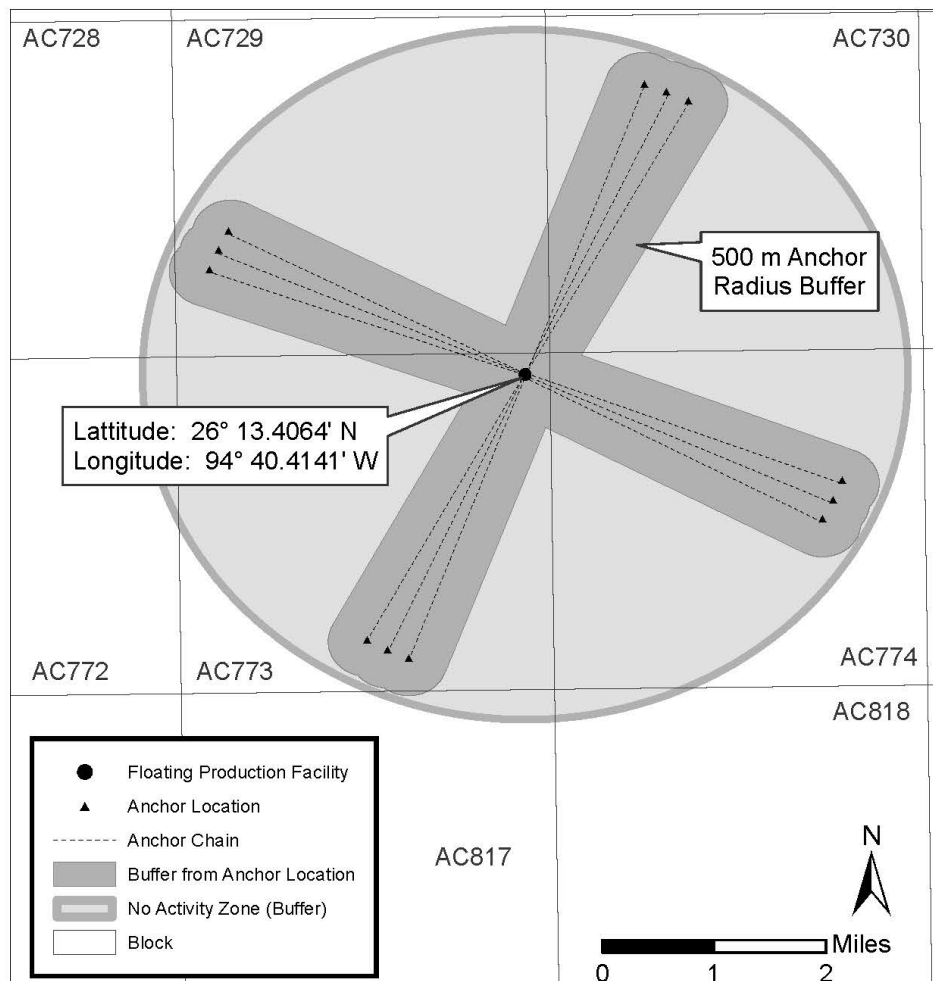 AC728
AC729
AC730
500 m Anchor
Radius Buffer
Lattitude: 26° 13.4064' N
Longitude: 94° 40.4141' W
AC772
AC773
AC774
AC818
Floating Production Facility
Anchor Location
Anchor Chain
Buffer from Anchor Location
No Activity Zone (Buffer)
Block
AC817
N
Miles
0 1 2